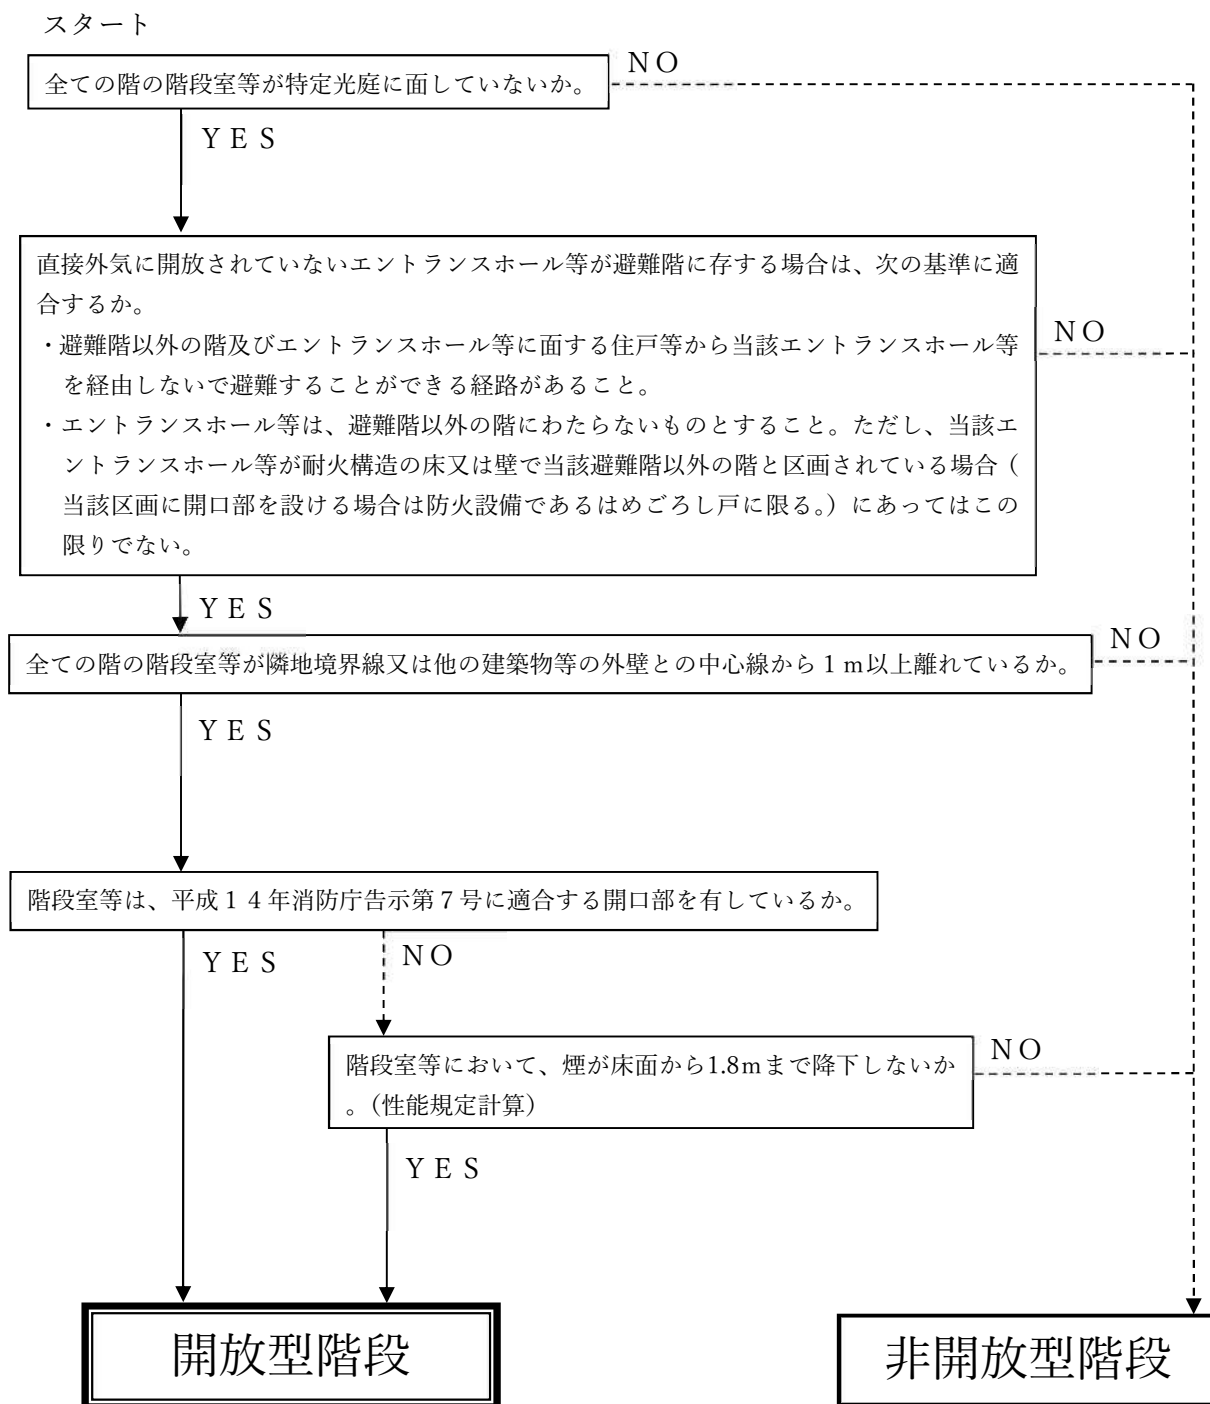 スタート
NO
全ての階の階段室等が特定光庭に面していないか。
YES
直接外気に開放されていないエントランスホール等が避難階に存する場合は、次の基準に適
合するか。
NO
・避難階以外の階及びエントランスホール等に面する住戸等から当該エントランスホール等
を経由しないで避難することができる経路があること。
・エントランスホール等は、避難階以外の階にわたらないものとすること。ただし、当該エ
ントランスホール等が耐火構造の床又は壁で当該避難階以外の階と区画されている場合（
当該区画に開口部を設ける場合は防火設備であるはめごろし戸に限る。）にあってはこの
限りでない。
YES
NO
全ての階の階段室等が隣地境界線又は他の建築物等の外壁との中心線から１ｍ以上離れているか。
YES
階段室等は、平成１４年消防庁告示第７号に適合する開口部を有しているか。
YES
NO
階段室等において、煙が床面から1.8mまで降下しないか
。（性能規定計算）
NO
YES
開放型階段
非開放型階段